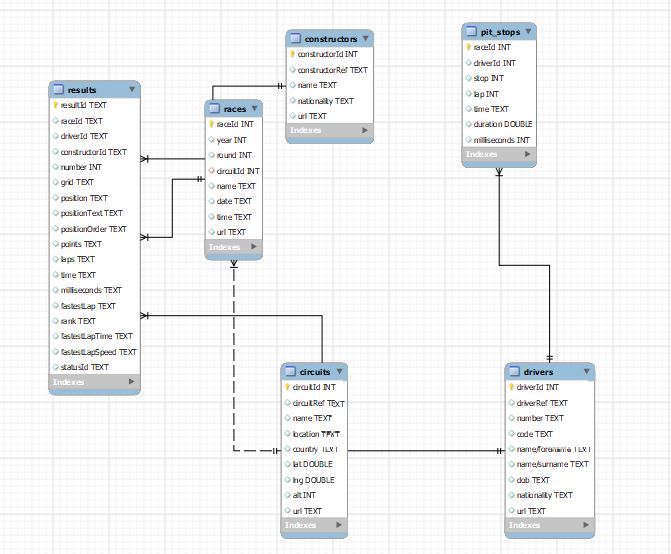 constructors
constructorId INT
constructorRef TEXT
name TEXT
nationality TEXT
url TEXT
Indexes
pit_stops
raceId INT
driverId INT
stop INT
lap INT
time TEXT
duration DOUBLE
milliseconds INT
Indexes
results
resultId TEXT
raceId TEXT
driverId TEXT
constructorId TEXT
number INT
grid TEXT
position TEXT
positionText TEXT
positionOrder TEXT
points TEXT
laps TEXT
time TEXT
milliseconds TEXT
fastestLap TEXT
rank TEXT
fastestLapTime TEXT
fastestLapSpeed TEXT
statusId TEXT
Indexes
races
raceId INT
year INT
round INT
circuitId INT
name TEXT
date TEXT
time TEXT
url TEXT
Indexes
circuits
circuitId INT
circuitRef TEXT
name TEXT
location TEXT
country TEXT
lat DOUBLE
lng DOUBLE
alt INT
url TEXT
Indexes
drivers
driverId INT
driverRef TEXT
number TEXT
code TEXT
name/forename TEXT
name/surname TEXT
dob TEXT
nationality TEXT
url TEXT
Indexes